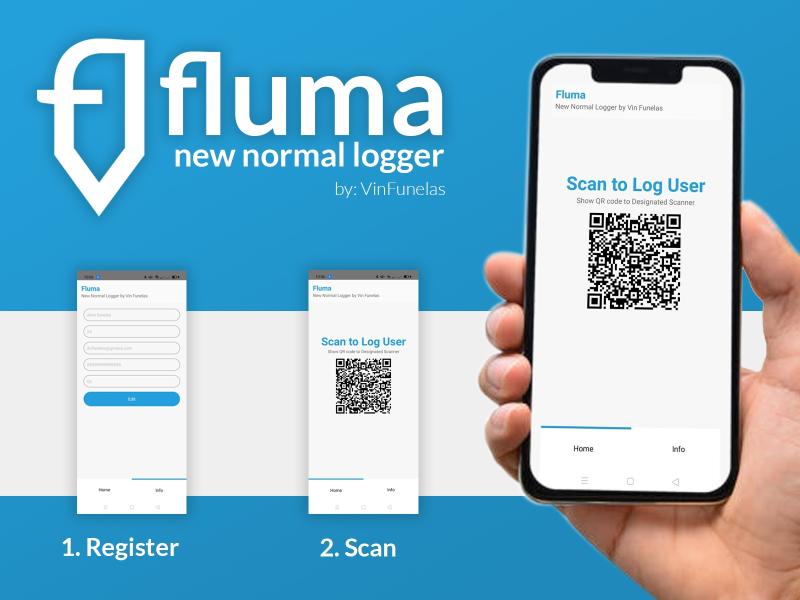 fluma
new normal logger
by: VinFunelas
Fluma
New Normal Logger by Vin Funelas
Scan to Log User
Show QR code to Designated Scanner
Home
Info
Fluma
New Normal Logger by Vin Funelas
Edit
Home
Info
Fluma
New Normal Logger by Vin Funelas
Scan to Log User
Show QR code to Designated Scanner
Home
Info
1. Register
2. Scan